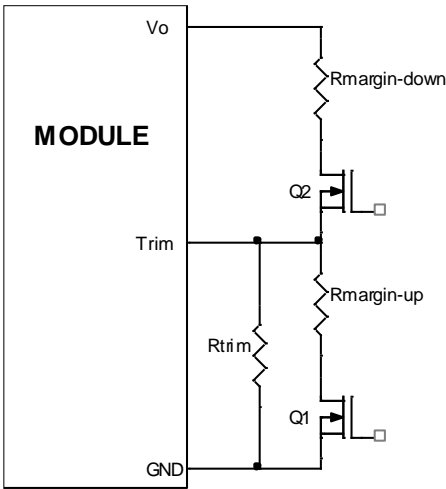 Vo
Rmargin-down
MODULE
Q2
Trim
Rmargin-up
Rtrim
Q1
GND